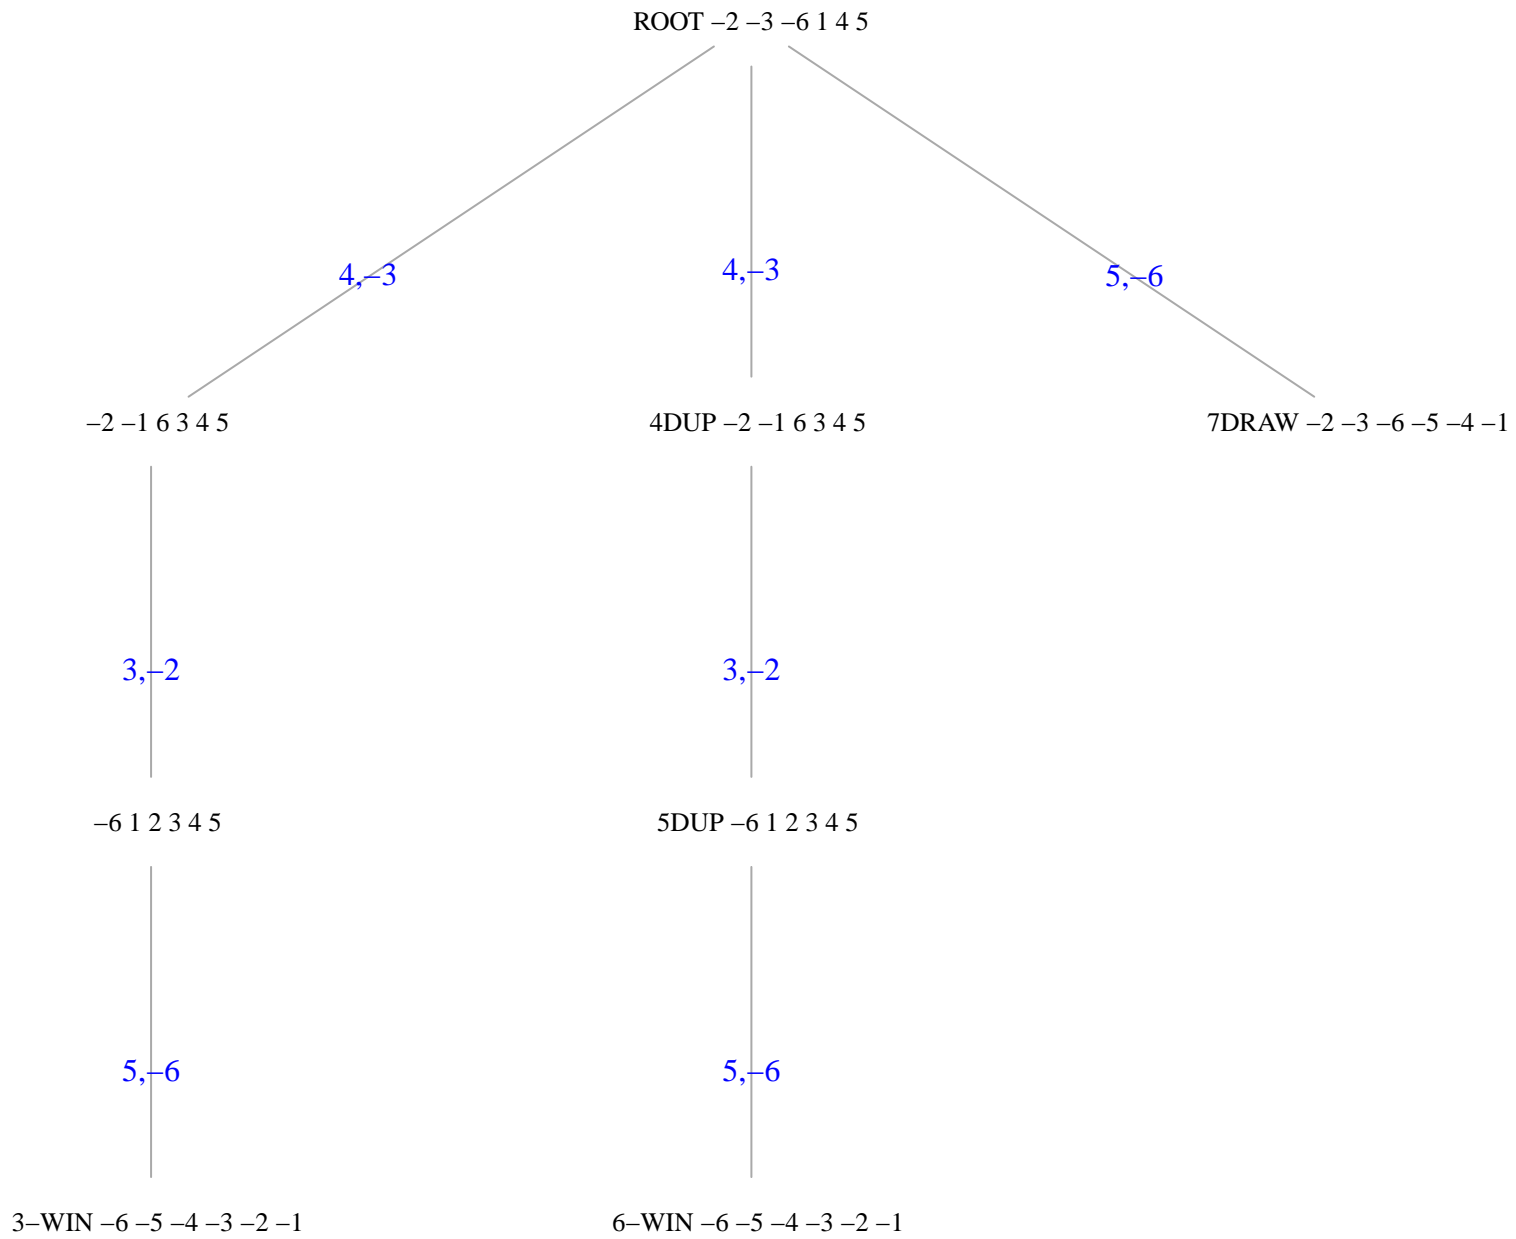 ROOT –2 –3 –6 1 4 5
4,–3
4,–3
5,–6
–2 –1 6 3 4 5
4DUP –2 –1 6 3 4 5
7DRAW –2 –3 –6 –5 –4 –1
3,–2
3,–2
–6 1 2 3 4 5
5DUP –6 1 2 3 4 5
5,–6
5,–6
3–WIN –6 –5 –4 –3 –2 –1
6–WIN –6 –5 –4 –3 –2 –1